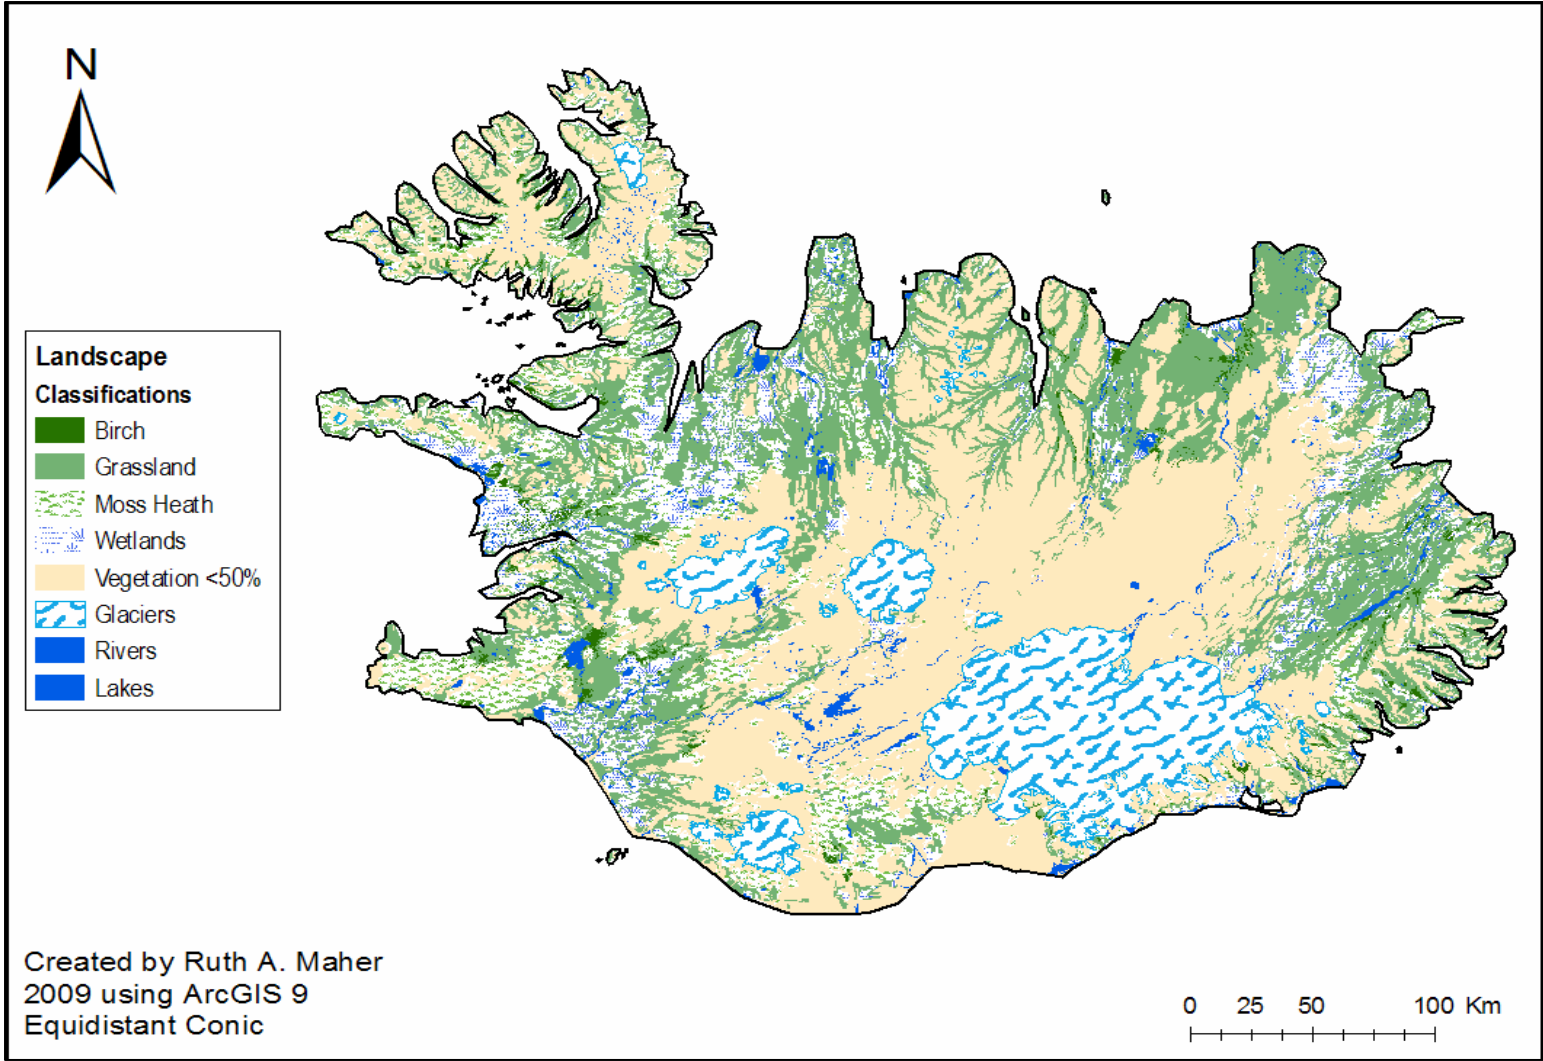 N
Landscape
Classifications
Birch
Grassland
Moss Heath
Wetlands
Vegetation <50%
Glaciers
Rivers
Lakes
Created by Ruth A. Maher
2009 using ArcGIS 9
Equidistant Conic
0 25 50 100 Km